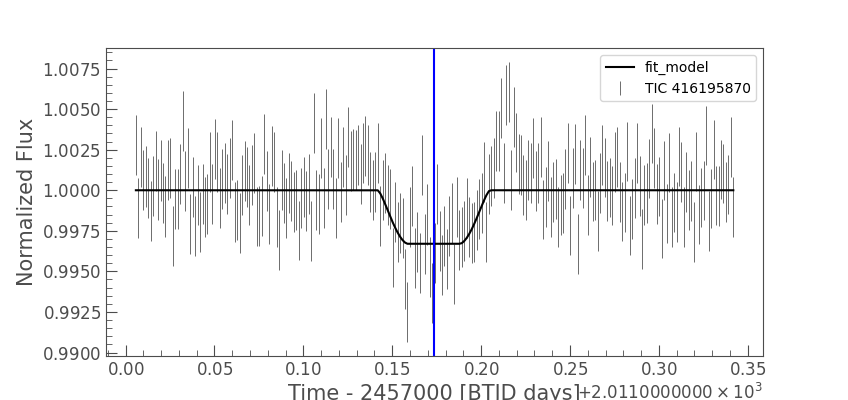 Normalized Flux
1.0075
1.0050
1.0025
1.0000
0.9975
0.9950
0.9925
0.9900
fit_model
TIC 416195870
0.00 0.05 0.10 0.15 0.20 0.25 0.30 0.35
Time - 2457000 [BTJD days]
+2.0110000000 × 10³